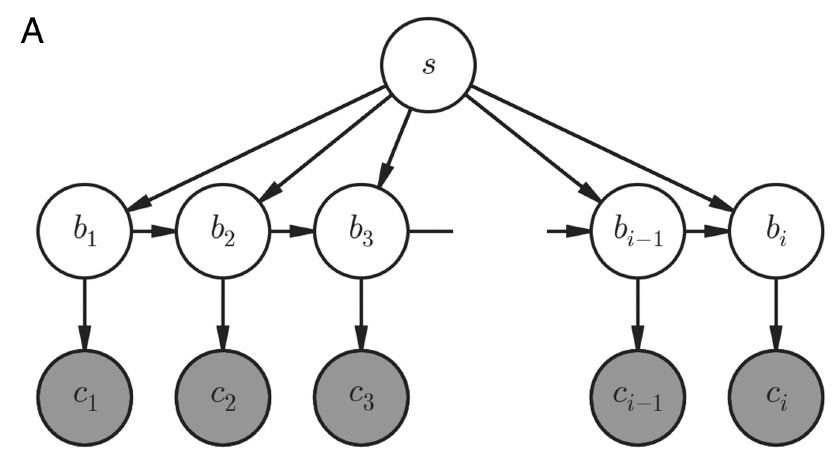 A
s
b₁ b₂ b₃ bᵢ₋₁ bᵢ
c₁ c₂ c₃ cᵢ₋₁ cᵢ